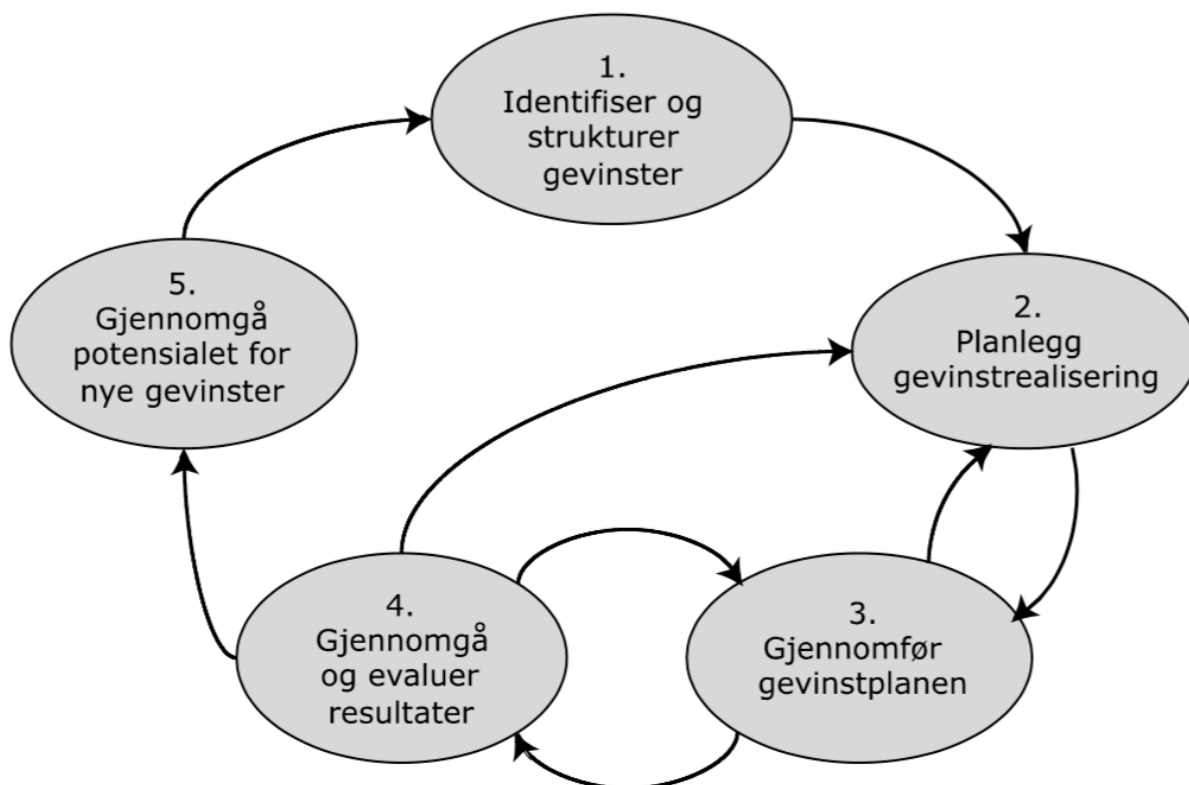 1.
Identifiser og
strukturer
gevinster
5.
Gjennomgå
potensialet for
nye gevinster
2.
Planlegg
gevinstrealisering
4.
Gjennomgå
og evaluer
resultater
3.
Gjennomfør
gevinstplanen